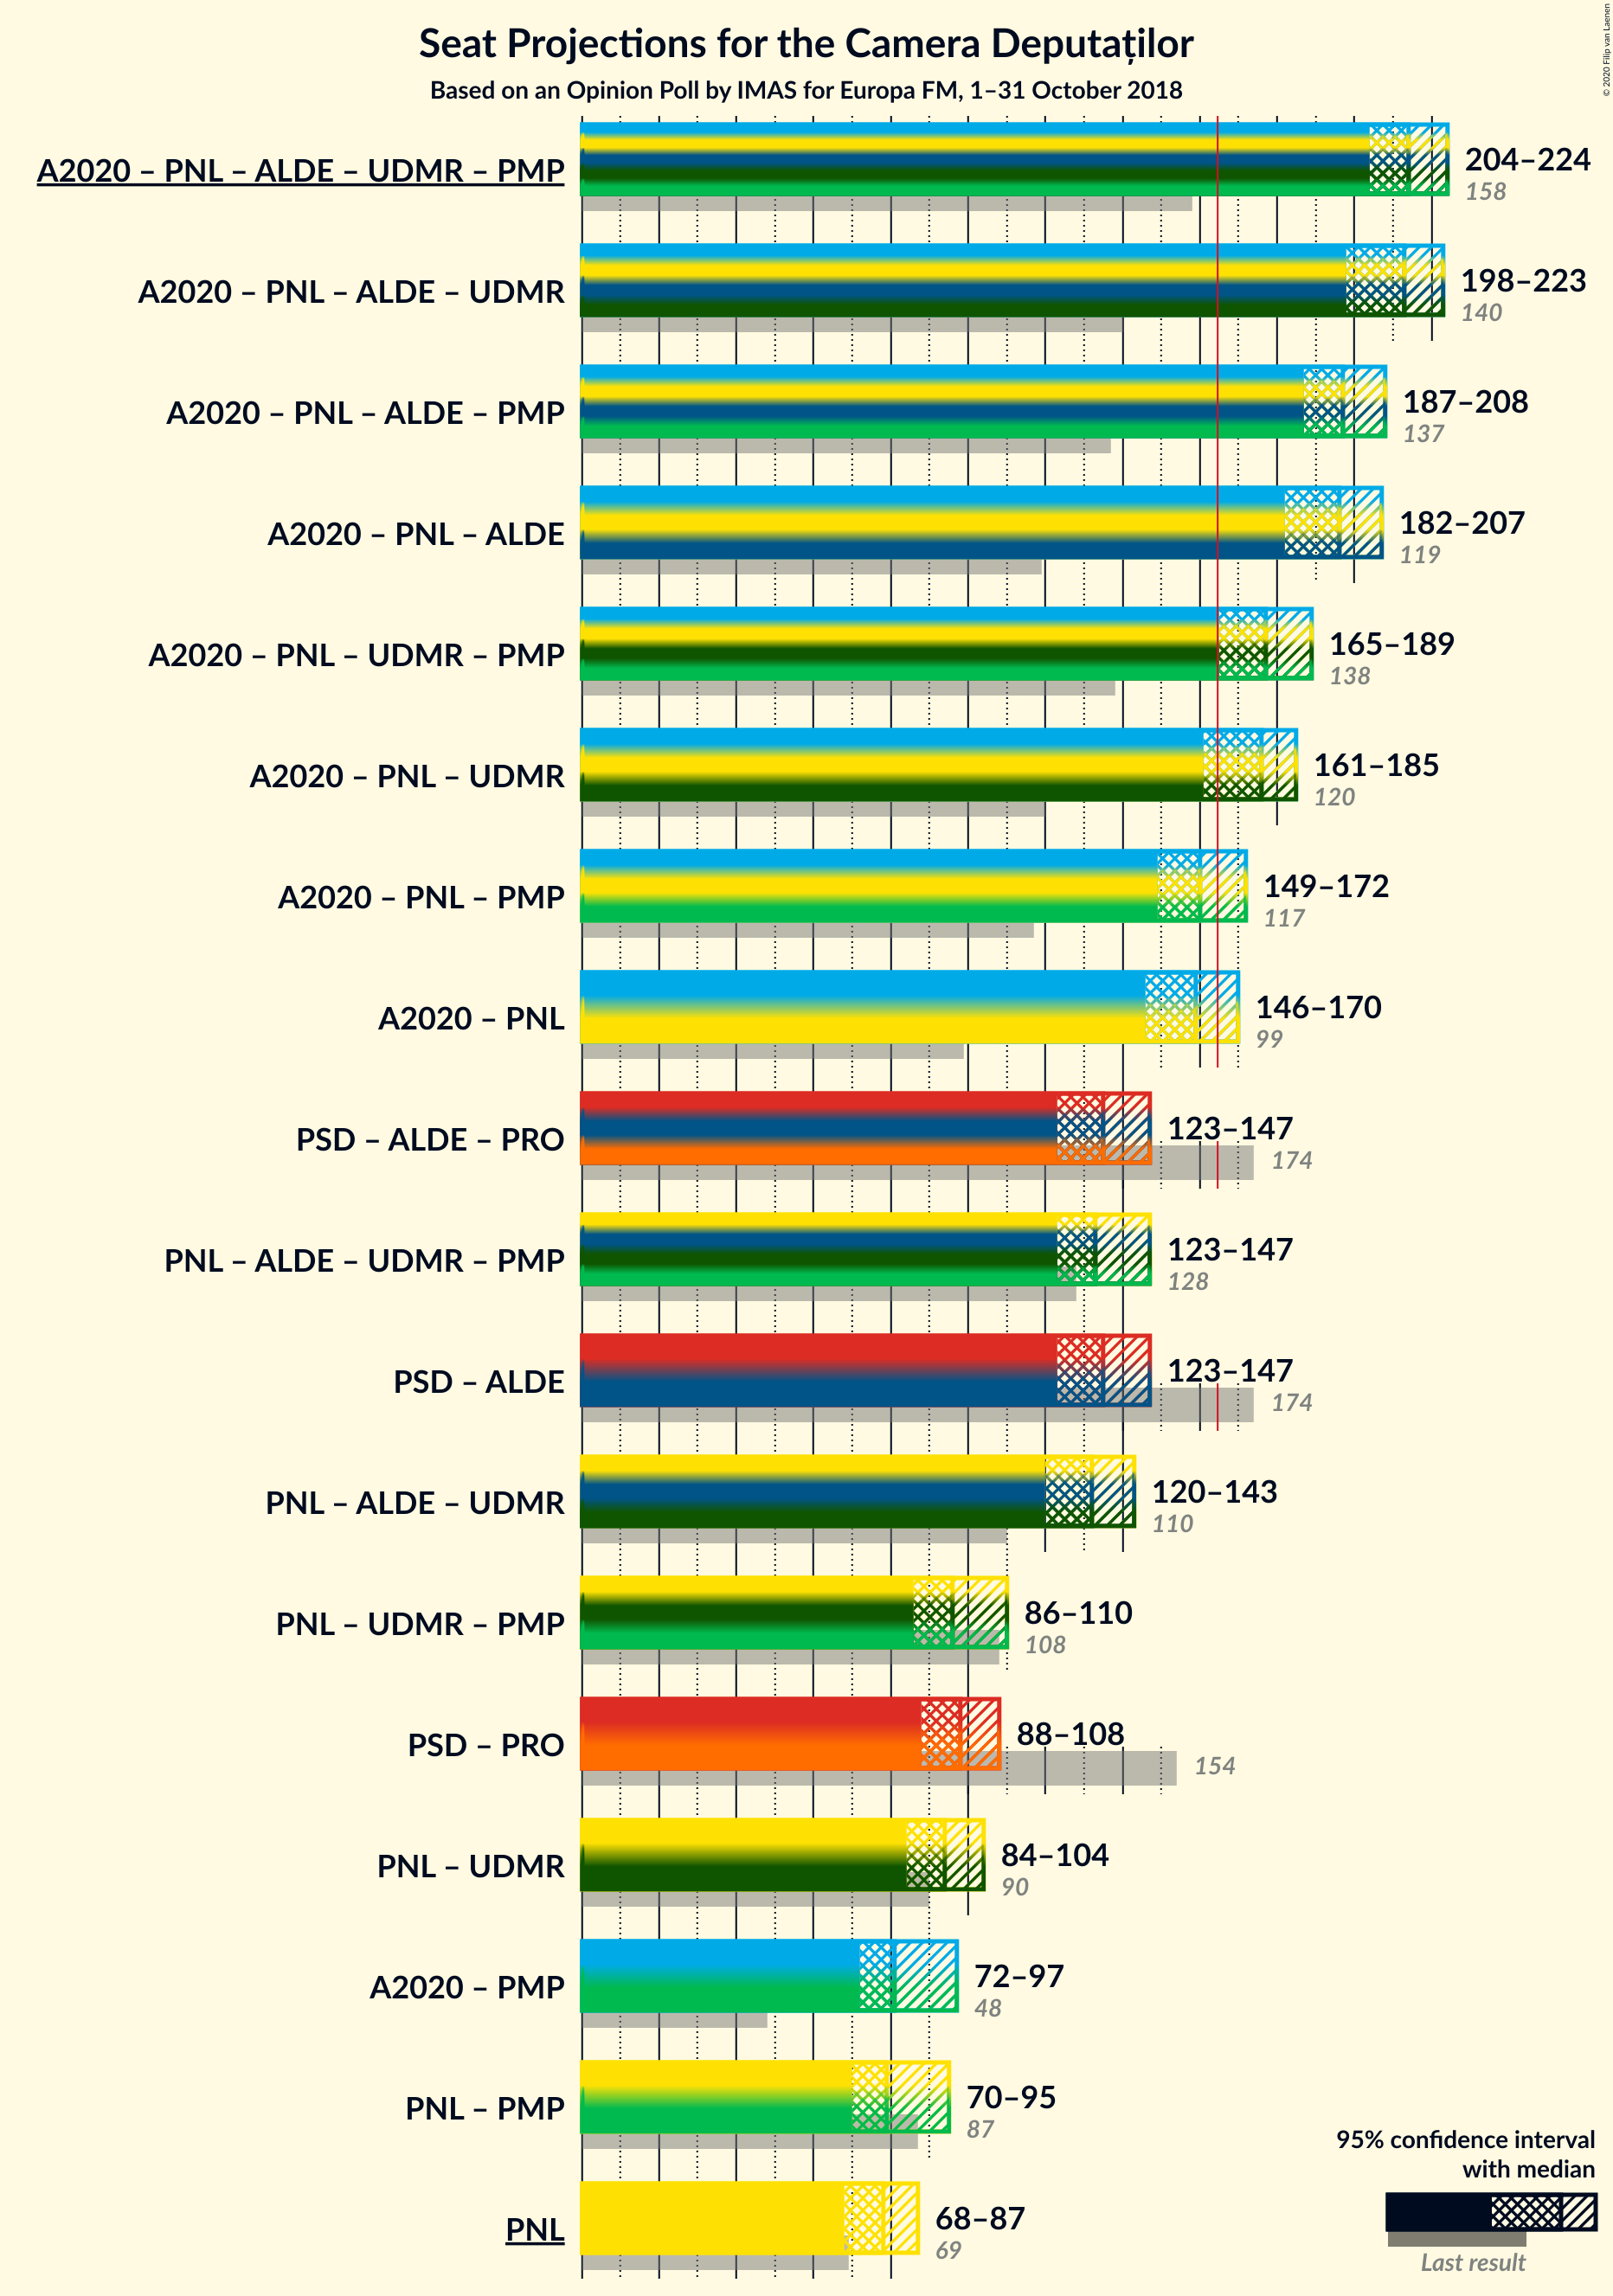 Seat Projections for the Camera Deputaților
Based on an Opinion Poll by IMAS for Europa FM, 1–31 October 2018
© 2020 Filip van Laenen
A2020 – PNL – ALDE – UDMR – PMP
204–224
158
A2020 – PNL – ALDE – UDMR
198–223
140
A2020 – PNL – ALDE – PMP
187–208
137
A2020 – PNL – ALDE
182–207
119
A2020 – PNL – UDMR – PMP
165–189
138
A2020 – PNL – UDMR
161–185
120
A2020 – PNL – PMP
149–172
117
A2020 – PNL
146–170
99
PSD – ALDE – PRO
123–147
174
PNL – ALDE – UDMR – PMP
123–147
128
PSD – ALDE
123–147
174
PNL – ALDE – UDMR
120–143
110
PNL – UDMR – PMP
86–110
108
PSD – PRO
88–108
154
PNL – UDMR
84–104
90
A2020 – PMP
72–97
48
PNL – PMP
70–95
87
PNL
68–87
69
95% confidence interval
with median
Last result